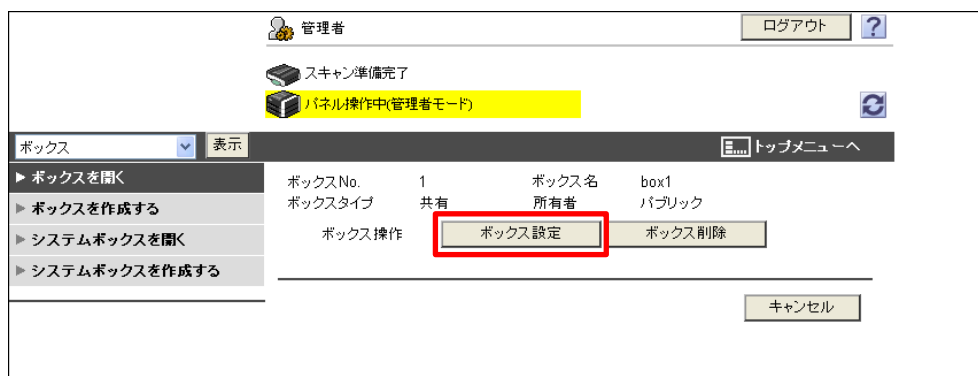 管理者
ログアウト
?
スキャン準備完了
パネル操作中(管理者モード)
ボックス
表示
トップメニューへ
ボックスを開く
ボックスNo. 1 ボックス名 box1
ボックスを作成する
ボックスタイプ 共有 所有者 パブリック
システムボックスを開く
ボックス操作 ボックス設定 ボックス削除
システムボックスを作成する
キャンセル